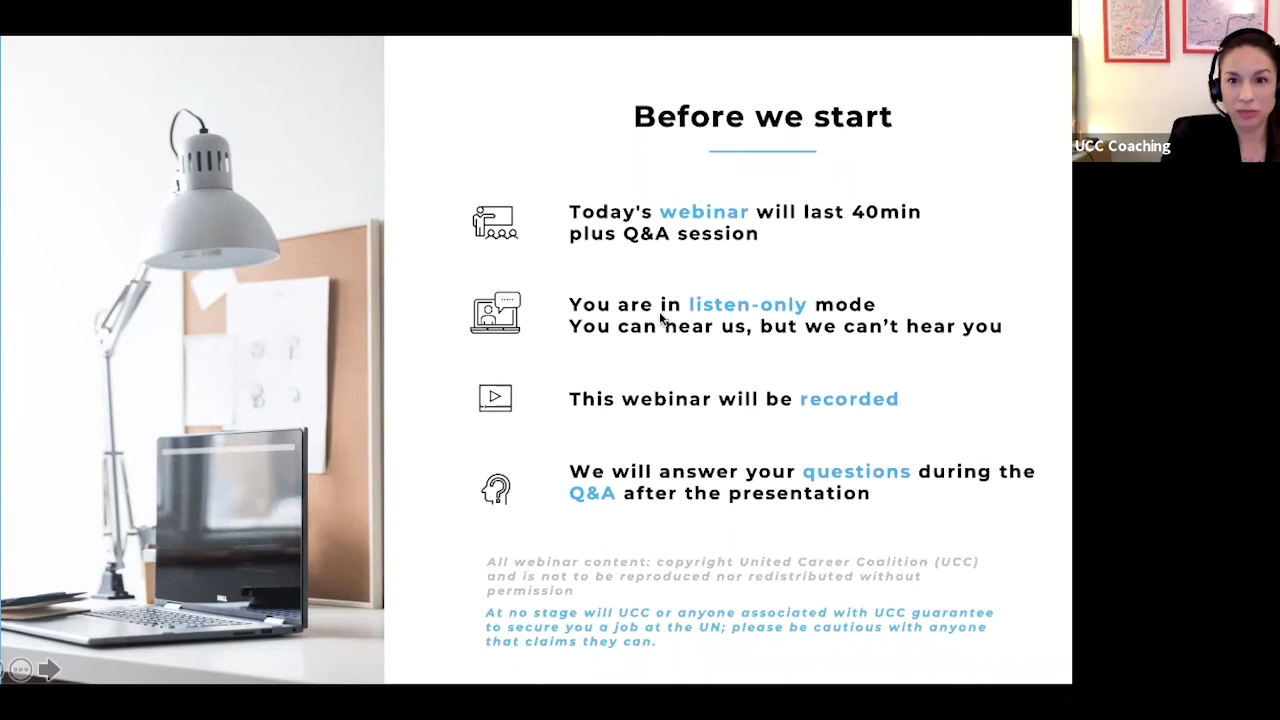 Before we start
Today's webinar will last 40min
plus Q&A session
You are in listen-only mode
You can hear us, but we can’t hear you
This webinar will be recorded
We will answer your questions during the
Q&A after the presentation
All webinar content: copyright United Career Coalition (UCC)
and is not to be reproduced nor redistributed without
permission
At no stage will UCC or anyone associated with UCC guarantee
to secure you a job at the UN; please be cautious with anyone
that claims they can.
UCC Coaching
DELL